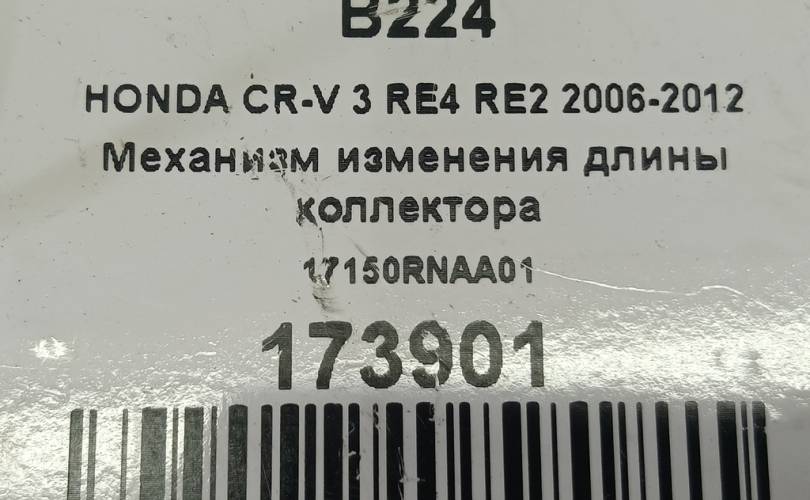 B224
HONDA CR-V 3 RE4 RE2 2006-2012
Механизм изменения длины
коллектора
17150RNAA01
173901